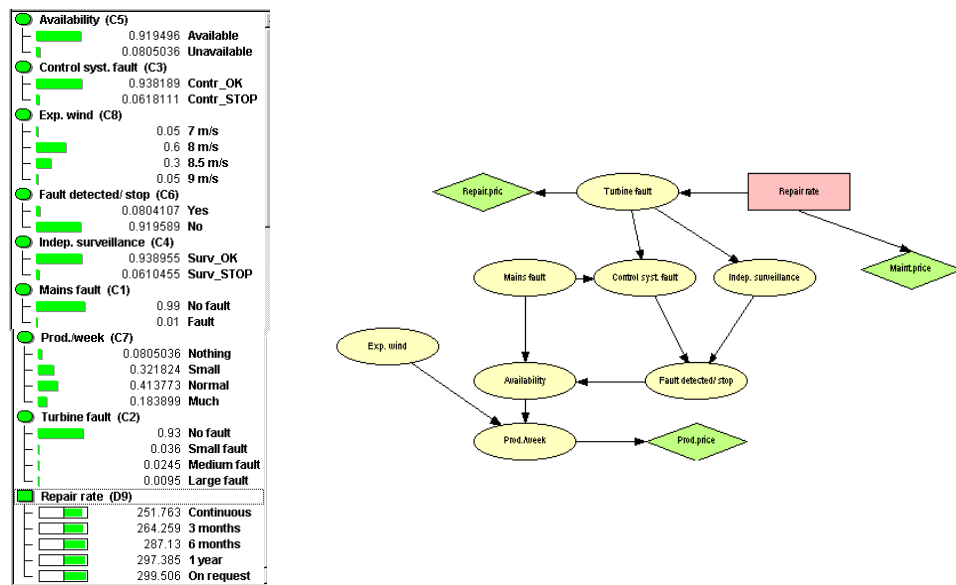 Availability (C5)
0.919496 Available
0.0805036 Unavailable
Control syst. fault (C3)
0.938189 Contr_OK
0.0618111 Contr_STOP
Exp. wind (C8)
0.05 7 m/s
0.6 8 m/s
0.3 8.5 m/s
0.05 9 m/s
Fault detected/ stop (C6)
0.0804107 Yes
0.919589 No
Indep. surveillance (C4)
0.938955 Surv_OK
0.0610455 Surv_STOP
Mains fault (C1)
0.99 No fault
0.01 Fault
Prod./week (C7)
0.0805036 Nothing
0.321824 Small
0.413773 Normal
0.183899 Much
Turbine fault (C2)
0.93 No fault
0.036 Small fault
0.0245 Medium fault
0.0095 Large fault
Repair rate (D9)
251.763 Continuous
264.259 3 months
287.13 6 months
297.385 1 year
299.506 On request
Repair.pric
Turbine fault
Repair rate
Mains fault
Control syst. fault
Indep. surveillance
Maint.price
Exp. wind
Availability
Fault detected/ stop
Prod./week
Prod.price